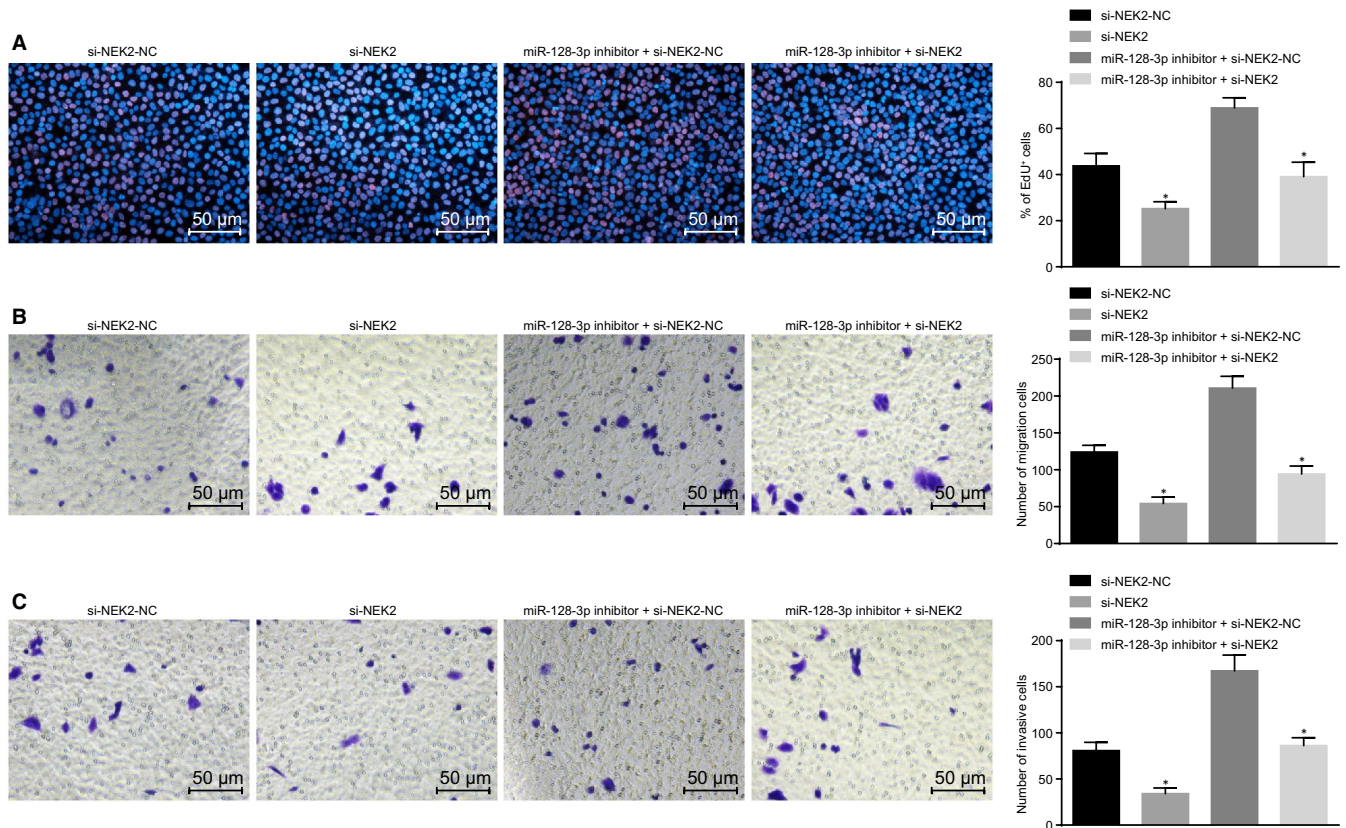 A
si-NEK2-NC
si-NEK2
miR-128-3p inhibitor + si-NEK2-NC
miR-128-3p inhibitor + si-NEK2
50 µm
50 µm
50 µm
50 µm
si-NEK2-NC
si-NEK2
miR-128-3p inhibitor + si-NEK2-NC
miR-128-3p inhibitor + si-NEK2
% of EdU⁺ cells
80
60
40
20
0
*
*
B
si-NEK2-NC
si-NEK2
miR-128-3p inhibitor + si-NEK2-NC
miR-128-3p inhibitor + si-NEK2
50 µm
50 µm
50 µm
50 µm
si-NEK2-NC
si-NEK2
miR-128-3p inhibitor + si-NEK2-NC
miR-128-3p inhibitor + si-NEK2
Number of migration cells
250
200
150
100
50
0
*
*
C
si-NEK2-NC
si-NEK2
miR-128-3p inhibitor + si-NEK2-NC
miR-128-3p inhibitor + si-NEK2
50 µm
50 µm
50 µm
50 µm
si-NEK2-NC
si-NEK2
miR-128-3p inhibitor + si-NEK2-NC
miR-128-3p inhibitor + si-NEK2
Number of invasive cells
200
150
100
50
0
*
*